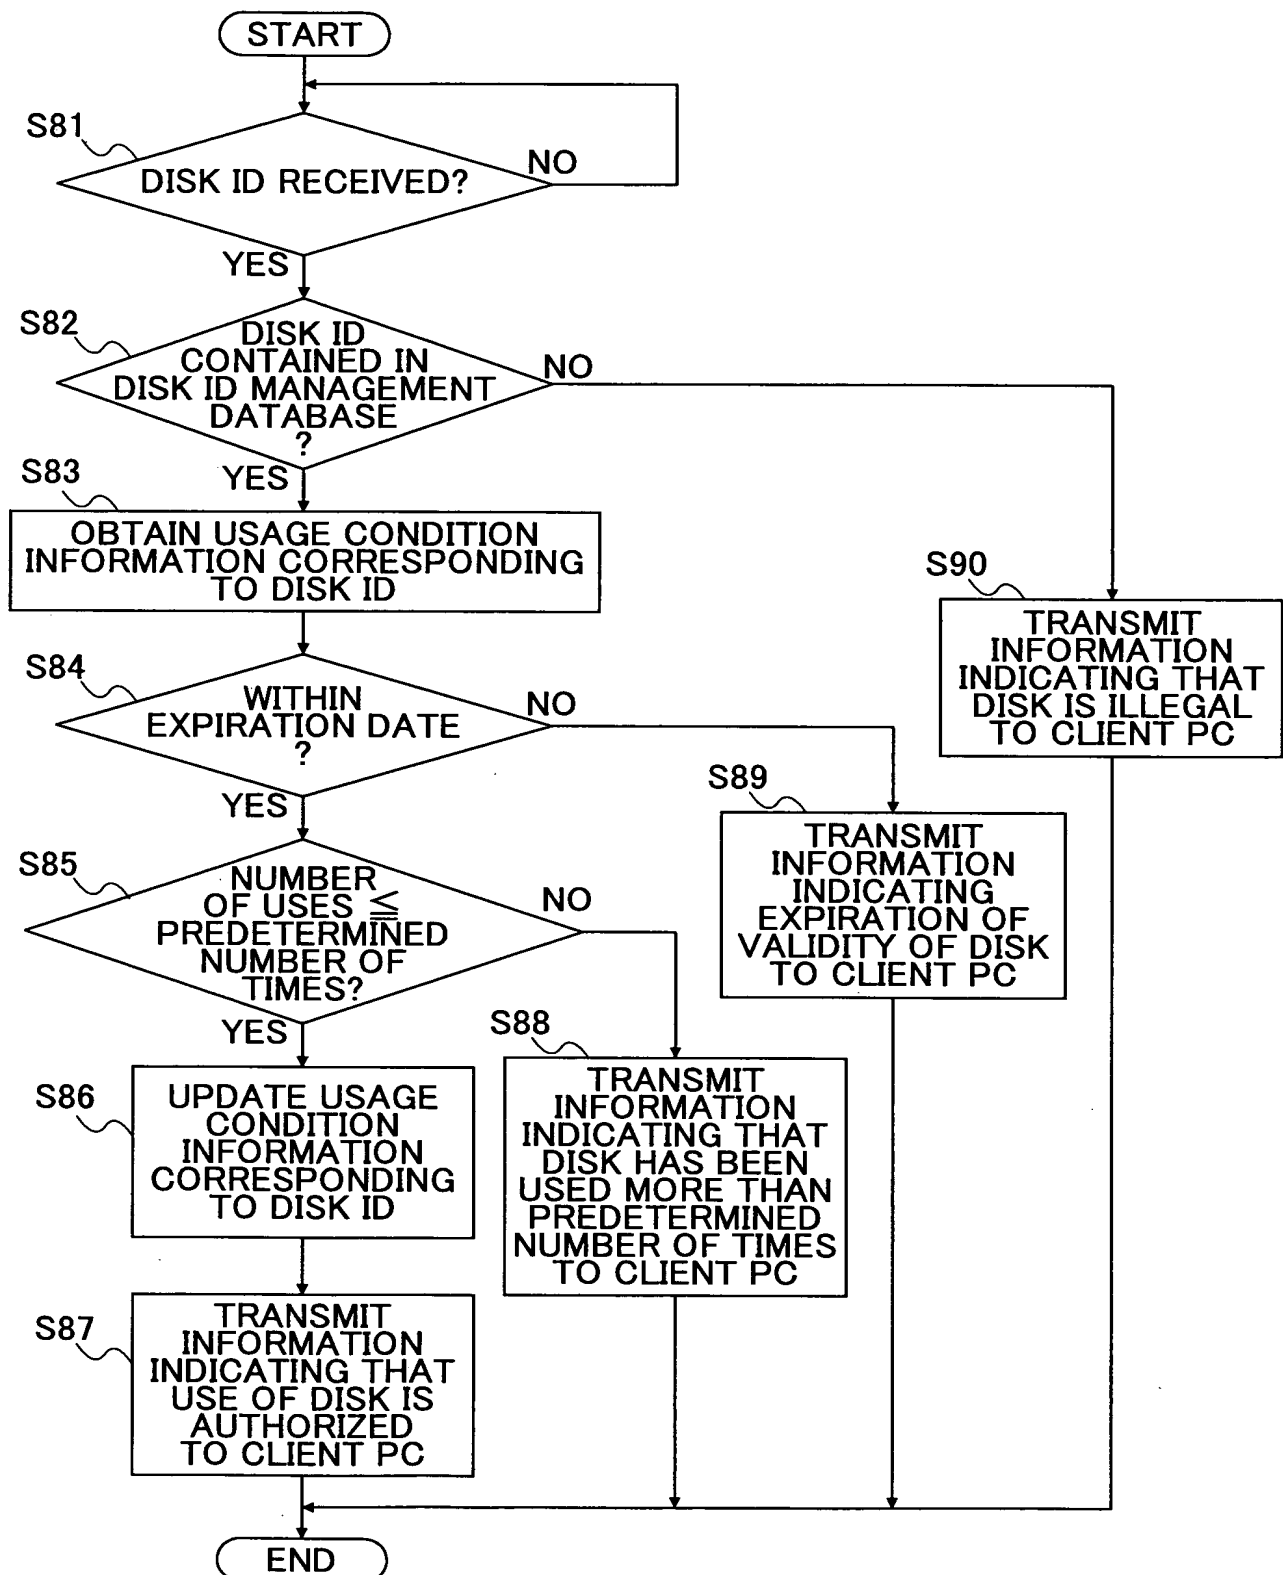 START
S81
DISK ID RECEIVED?
NO
YES
S82
DISK ID
CONTAINED IN
DISK ID MANAGEMENT
DATABASE
?
NO
YES
S83
OBTAIN USAGE CONDITION
INFORMATION CORRESPONDING
TO DISK ID
S90
TRANSMIT
INFORMATION
INDICATING THAT
DISK IS ILLEGAL
TO CLIENT PC
S84
WITHIN
EXPIRATION DATE
?
NO
YES
S89
TRANSMIT
INFORMATION
INDICATING
EXPIRATION OF
VALIDITY OF DISK
TO CLIENT PC
S85
NUMBER
OF USES ≦
PREDETERMINED
NUMBER OF
TIMES?
NO
YES
S88
TRANSMIT
INFORMATION
INDICATING THAT
DISK HAS BEEN
USED MORE THAN
PREDETERMINED
NUMBER OF TIMES
TO CLIENT PC
S86
UPDATE USAGE
CONDITION
INFORMATION
CORRESPONDING
TO DISK ID
S87
TRANSMIT
INFORMATION
INDICATING THAT
USE OF DISK IS
AUTHORIZED
TO CLIENT PC
END